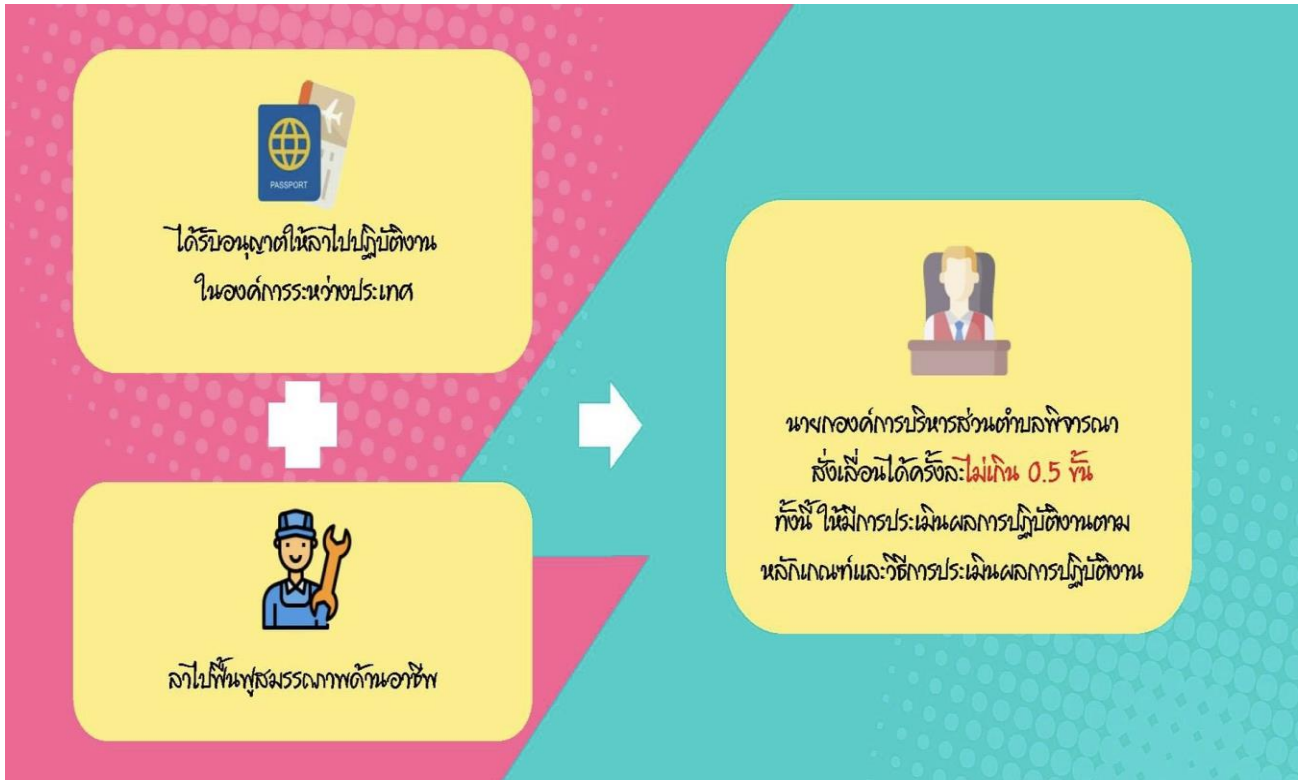 PASSPORT
ได้รับอนุญาตให้ลาไปปฏิบัติงาน
ในองค์การระหว่างประเทศ
ลาไปฟื้นฟูสมรรถภาพด้านอาชีพ
นายกองค์การบริหารส่วนตำบลพิจารณา
สั่งเลื่อนได้ครั้งละไม่เกิน 0.5 ขั้น
ทั้งนี้ ให้มีการประเมินผลการปฏิบัติงานตาม
หลักเกณฑ์และวิธีการประเมินผลการปฏิบัติงาน